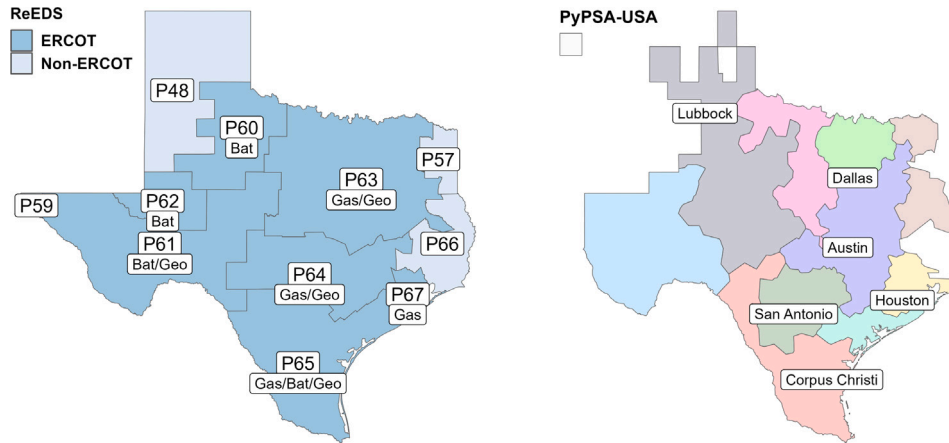 ReEDS
ERCOT
Non-ERCOT
P48
P60
Bat
P57
P63
Gas/Geo
P59
P62
Bat
P61
Bat/Geo
P66
P64
Gas/Geo
P67
Gas
P65
Gas/Bat/Geo
PyPSA-USA
Lubbock
Dallas
Austin
Houston
San Antonio
Corpus Christi